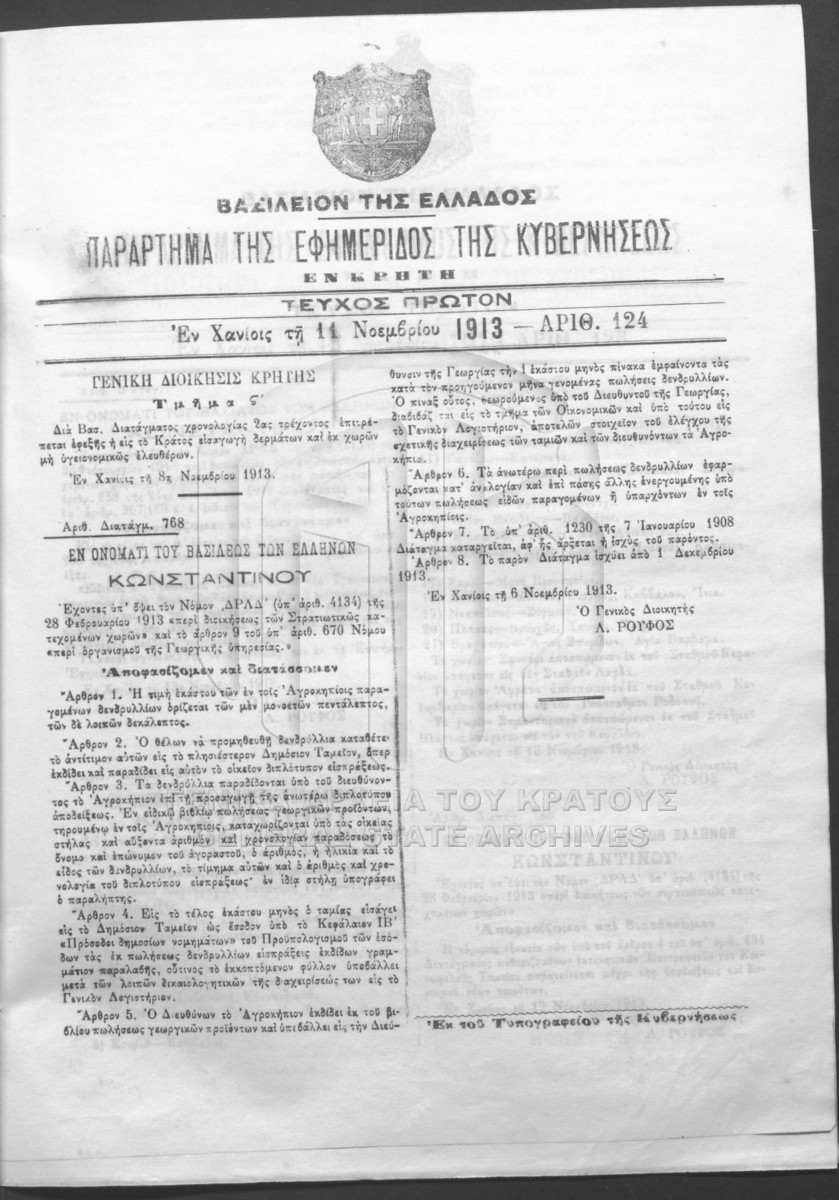 ΒΑΣΙΛΕΙΟΝ ΤΗΣ ΕΛΛΑΔΟΣ
ΠΑΡΑΡΤΗΜΑ ΤΗΣ ΕΦΗΜΕΡΙΔΟΣ ΤΗΣ ΚΥΒΕΡΝΗΣΕΩΣ
ΕΝ ΚΡΗΤΗ
ΤΕΥΧΟΣ ΠΡΩΤΟΝ
Ἐν Χανίοις τῇ 11 Νοεμβρίου 1913 — ΑΡΙΘ. 124
ΓΕΝΙΚΗ ΔΙΟΙΚΗΣΙΣ ΚΡΗΤΗΣ
Τμῆμα ς΄
Διὰ Βασ. Διατάγματος χρονολογίας 2ας τρέχοντος ἐπιτρέ-
πεται ἐφεξῆς ἡ εἰς τὸ Κράτος εἰσαγωγὴ δερμάτων καὶ ἐκ χωρῶν
μὴ ὑγειονομικῶς ἐλευθέρων.
Ἐν Χανίοις τῇ 8ῃ Νοεμβρίου 1913.
Ἀριθ. Διατάγμ. 768
ΕΝ ΟΝΟΜΑΤΙ ΤΟΥ ΒΑΣΙΛΕΩΣ ΤΩΝ ΕΛΛΗΝΩΝ
ΚΩΝΣΤΑΝΤΙΝΟΥ
Ἔχοντες ὑπ' ὄψει τὸν Νόμον ͵ΔΡΛΔ΄ (ὑπ' ἀριθ. 4134) τῆς
28 Φεβρουαρίου 1913 «περὶ διοικήσεως τῶν Στρατιωτικῶς κα-
τεχομένων χωρῶν» καὶ τὸ ἄρθρον 9 τοῦ ὑπ' ἀριθ. 670 Νόμου
«περὶ ὀργανισμοῦ τῆς Γεωργικῆς ὑπηρεσίας.»
Ἀποφασίζομεν καὶ διατάσσομεν
Ἄρθρον 1. Ἡ τιμὴ ἑκάστου τῶν ἐν τοῖς Ἀγροκηπίοις παρα-
γομένων δενδρυλλίων ὁρίζεται τῶν μὲν μονοετῶν πεντάλεπτος,
τῶν δὲ λοιπῶν δεκάλεπτος.
Ἄρθρον 2. Ὁ θέλων νὰ προμηθευθῇ δενδρύλλια καταθέτει
τὸ ἀντίτιμον αὐτῶν εἰς τὸ πλησιέστερον Δημόσιον Ταμεῖον, ὅπερ
ἐκδίδει καὶ παραδίδει εἰς αὐτὸν τὸ οἰκεῖον διπλότυπον εἰσπράξεως.
Ἄρθρον 3. Τὰ δενδρύλλια παραδίδονται ὑπὸ τοῦ διευθύνον-
τος τὸ Ἀγροκήπιον ἐπὶ τῇ προσαγωγῇ τῆς ἀνωτέρω διπλοτύπου
ἀποδείξεως. Ἐν εἰδικῷ βιβλίῳ πωλήσεως γεωργικῶν προϊόντων,
τηρουμένῳ ἐν τοῖς Ἀγροκηπίοις, καταχωρίζονται ὑπὸ τὰς οἰκείας
στήλας καὶ αὔξοντα ἀριθμὸν καὶ χρονολογίαν παραδόσεως τὸ
ὄνομα καὶ ἐπώνυμον τοῦ ἀγοραστοῦ, ὁ ἀριθμὸς, ἡ ἡλικία καὶ τὸ
εἶδος τῶν δενδρυλλίων, τὸ τίμημα αὐτῶν καὶ ὁ ἀριθμὸς καὶ χρο-
νολογία τοῦ διπλοτύπου εἰσπράξεως· ἐν ἰδίᾳ στήλῃ ὑπογράφει
ὁ παραλήπτης.
Ἄρθρον 4. Εἰς τὸ τέλος ἑκάστου μηνὸς ὁ ταμίας εἰσάγει
εἰς τὸ Δημόσιον Ταμεῖον ὡς ἔσοδον ὑπὸ τὸ Κεφάλαιον ΙΒ΄
«Πρόσοδοι δημοσίων νομημάτων» τοῦ Προϋπολογισμοῦ τῶν ἐσό-
δων τὰς ἐκ πωλήσεως δενδρυλλίων εἰσπράξεις ἐκδίδων γραμ-
μάτιον παραλαβῆς, οὗτινος τὸ ἐκκοπτόμενον φύλλον ὑποβάλλει
μετὰ τῶν λοιπῶν δικαιολογητικῶν τῆς διαχειρίσεώς των εἰς τὸ
Γενικὸν Λογιστήριον.
Ἄρθρον 5. Ὁ Διευθύνων τὸ Ἀγροκήπιον ἐκδίδει ἐκ τοῦ βι-
βλίου πωλήσεως γεωργικῶν προϊόντων καὶ ὑποβάλλει εἰς τὴν Διεύ-
θυνσιν τῆς Γεωργίας τὴν 1 ἑκάστου μηνὸς πίνακα ἐμφαίνοντα τὰς
κατὰ τὸν προηγούμενον μῆνα γενομένας πωλήσεις δενδρυλλίων.
Ὁ πίναξ οὗτος, θεωρούμενος ὑπὸ τοῦ Διευθυντοῦ τῆς Γεωργίας,
διαβιβάζεται εἰς τὸ τμῆμα τῶν Οἰκονομικῶν καὶ ὑπὸ τούτου εἰς
τὸ Γενικὸν Λογιστήριον, ἀποτελῶν στοιχεῖον τοῦ ἐλέγχου τῆς
σχετικῆς διαχειρίσεως τῶν ταμιῶν καὶ τῶν διευθυνόντων τὰ Ἀγρο-
κήπια.
Ἄρθρον 6. Τὰ ἀνωτέρω περὶ πωλήσεως δενδρυλλίων ἐφαρ-
μόζονται κατ' ἀναλογίαν καὶ ἐπὶ πάσης ἄλλης ἐνεργουμένης ὑπὸ
τούτων πωλήσεως εἰδῶν παραγομένων ἢ ὑπαρχόντων ἐν τοῖς
Ἀγροκηπίοις.
Ἄρθρον 7. Τὸ ὑπ' ἀριθ. 1230 τῆς 7 Ἰανουαρίου 1908
Διάταγμα καταργεῖται, ἀφ' ἧς ἄρξεται ἡ ἰσχὺς τοῦ παρόντος.
Ἄρθρον 8. Τὸ παρὸν Διάταγμα ἰσχύει ἀπὸ 1 Δεκεμβρίου
1913.
Ἐν Χανίοις τῇ 6 Νοεμβρίου 1913.
Ὁ Γενικὸς Διοικητὴς
Λ. ΡΟΥΦΟΣ
Ἐκ τοῦ Τυπογραφείου τῆς Κυβερνήσεως
ΤΟΥ ΚΡΑΤΟΥΣ
STATE ARCHIVES